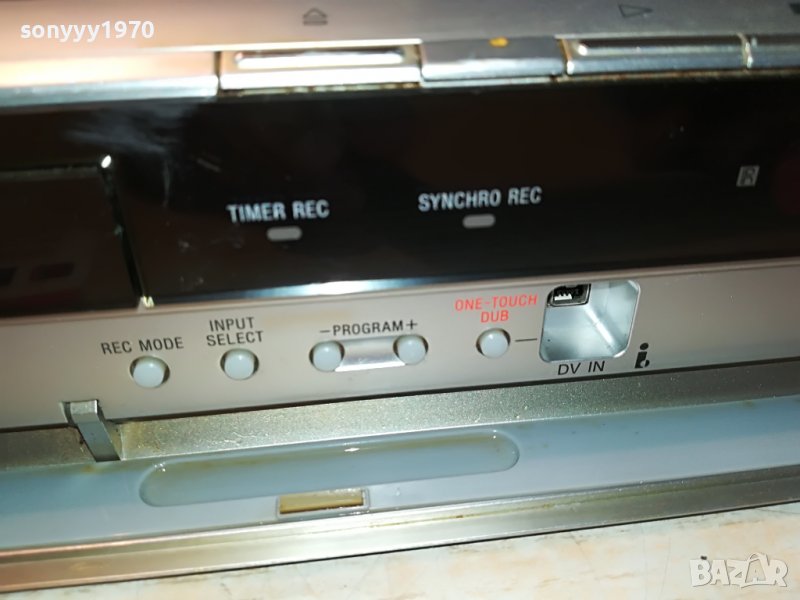 sonyyy1970
TIMER REC
SYNCHRO REC
REC MODE
INPUT
SELECT
-PROGRAM+
ONE-TOUCH
DUB
DV IN
BAZAR